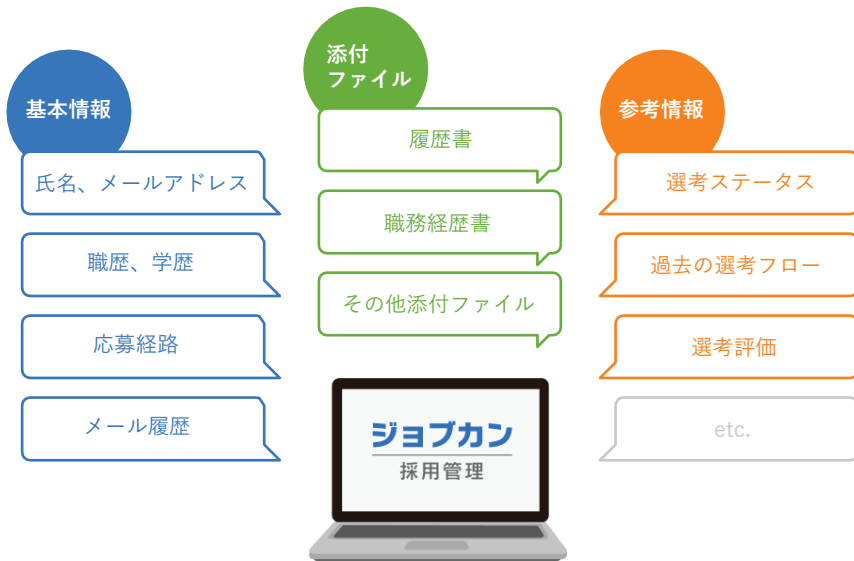 基本情報
氏名、メールアドレス
職歴、学歴
応募経路
メール履歴
添付
ファイル
履歴書
職務経歴書
その他添付ファイル
ジョブカン
採用管理
参考情報
選考ステータス
過去の選考フロー
選考評価
etc.